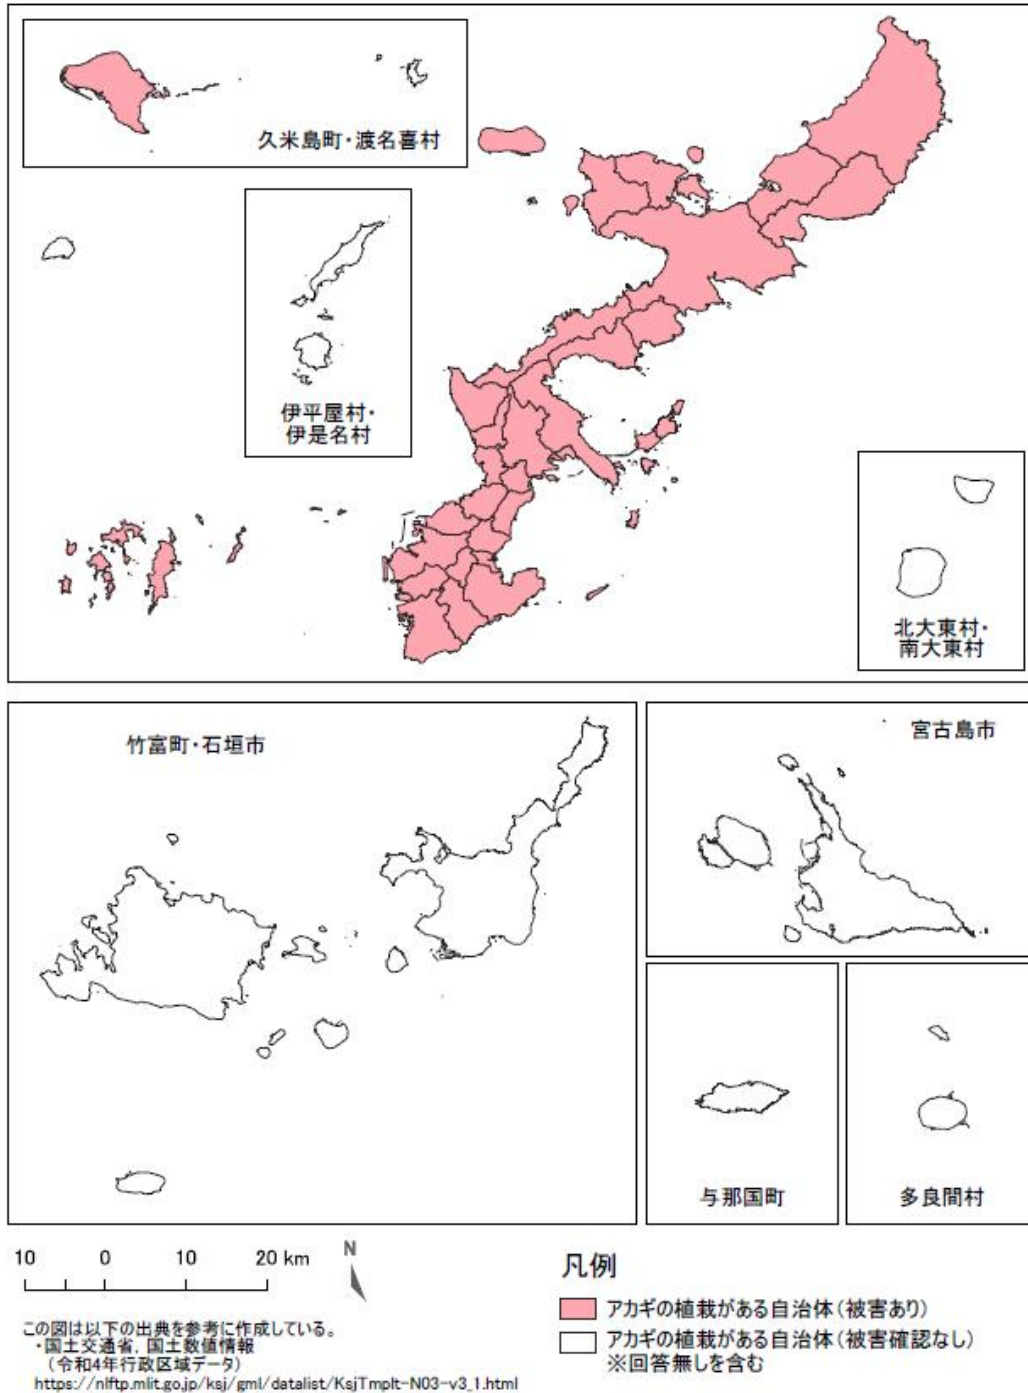 久米島町・渡名喜村
伊平屋村・
伊是名村
北大東村・
南大東村
竹富町・石垣市
宮古島市
与那国町
多良間村
10 0 10 20 km
N
凡例
アカギの植栽がある自治体（被害あり）
アカギの植栽がある自治体（被害確認なし）
※回答無しを含む
この図は以下の出典を参考に作成している。
・国土交通省，国土数値情報
（令和4年行政区域データ）
https://nlftp.mlit.go.jp/ksj/gml/datalist/KsjTmplt-N03-v3_1.html